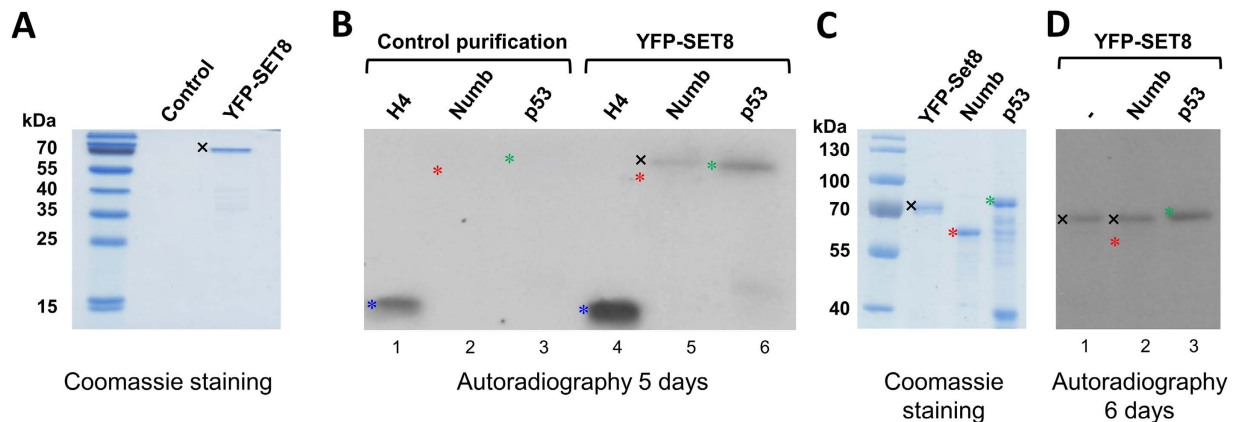 A
Control
YFP-SET8
kDa
70
55
40
35
25
15
Coomassie staining
B
Control purification
YFP-SET8
H4
Numb
p53
H4
Numb
p53
1
2
3
4
5
6
Autoradiography 5 days
C
YFP-Set8
Numb
p53
kDa
130
100
70
55
40
Coomassie
staining
D
YFP-SET8
-
Numb
p53
1
2
3
Autoradiography
6 days